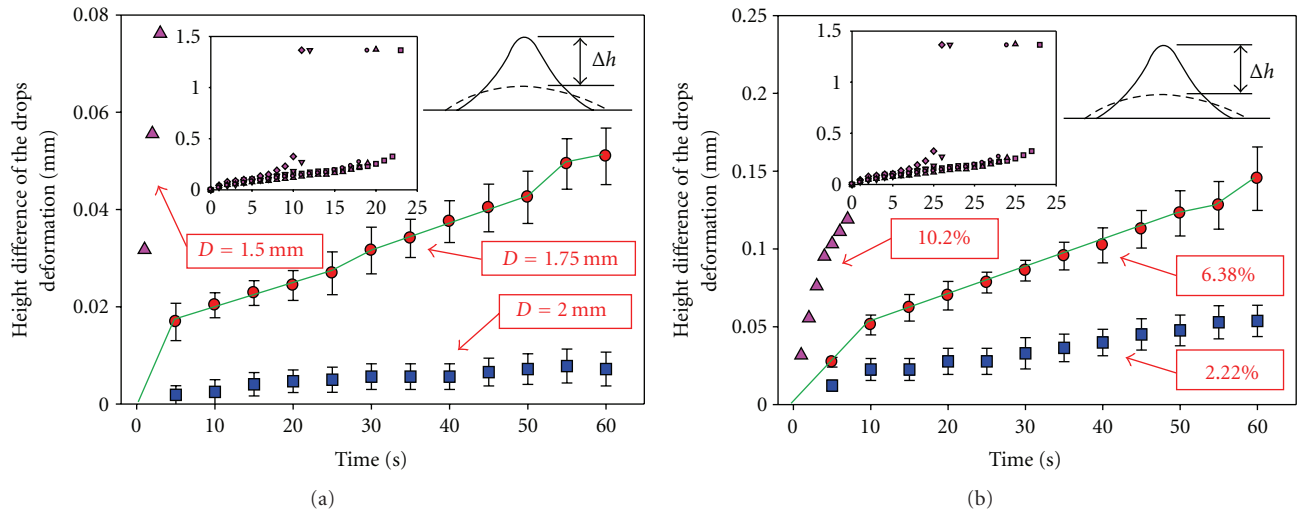 0.08
0.06
0.04
0.02
0
Height difference of the drops
deformation (mm)
1.5
1
0.5
0
0 5 10 15 20 25
Δh
D = 1.5 mm
D = 1.75 mm
D = 2 mm
0 10 20 30 40 50 60
Time (s)
(a)
0.25
0.2
0.15
0.1
0.05
0
Height difference of the drops
deformation (mm)
1.5
1
0.5
0
0 5 25 25 25 25
Δh
10.2%
6.38%
2.22%
0 10 20 30 40 50 60
Time (s)
(b)